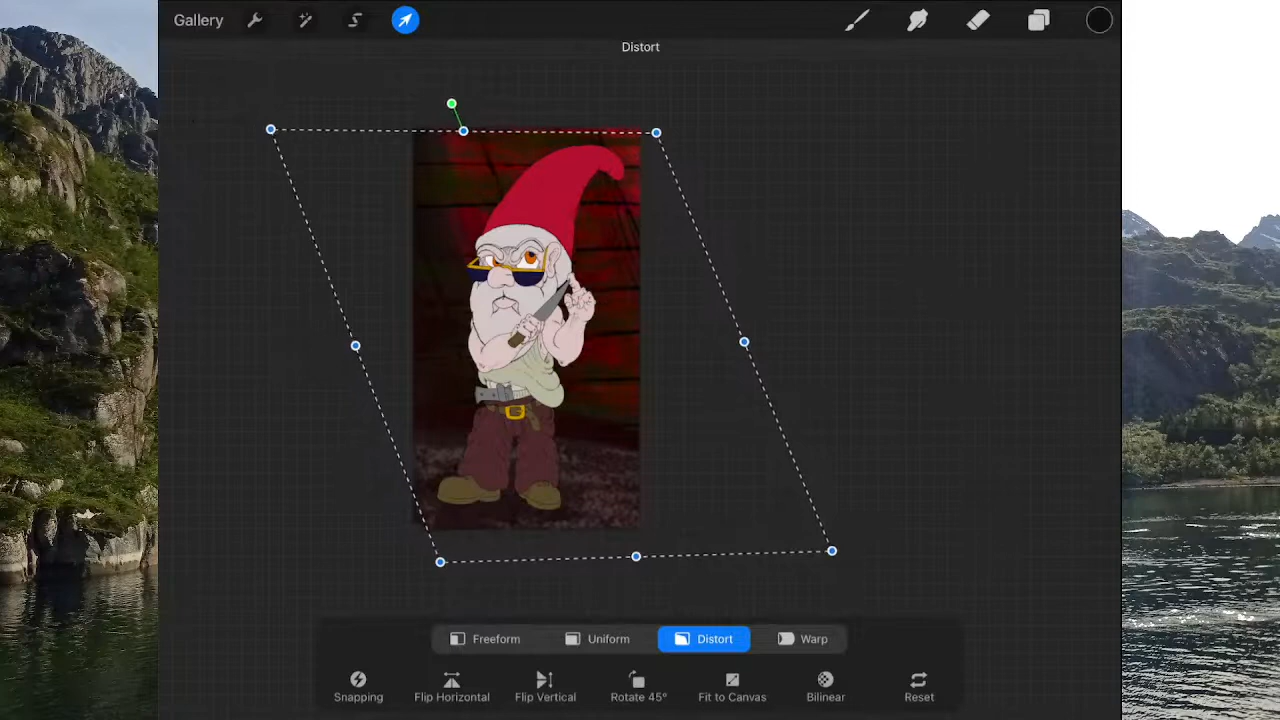 Gallery
Distort
Freeform Uniform Distort Warp
Snapping Flip Horizontal Flip Vertical Rotate 45° Fit to Canvas Bilinear Reset